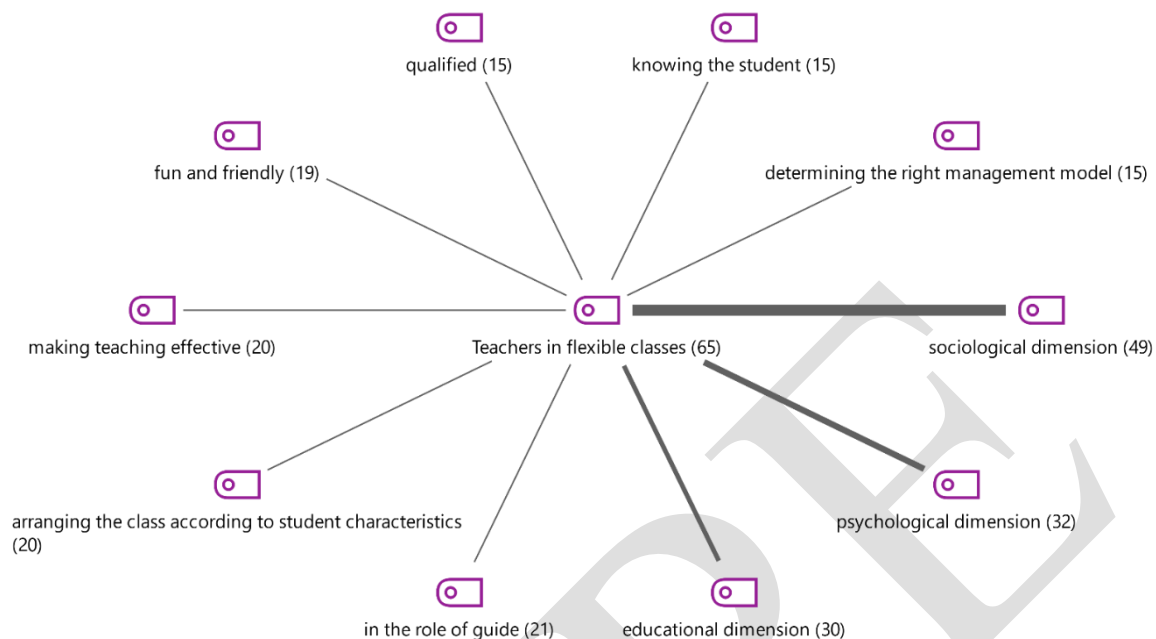 qualified (15)
knowing the student (15)
fun and friendly (19)
determining the right management model (15)
making teaching effective (20)
Teachers in flexible classes (65)
sociological dimension (49)
arranging the class according to student characteristics
(20)
psychological dimension (32)
in the role of guide (21)
educational dimension (30)